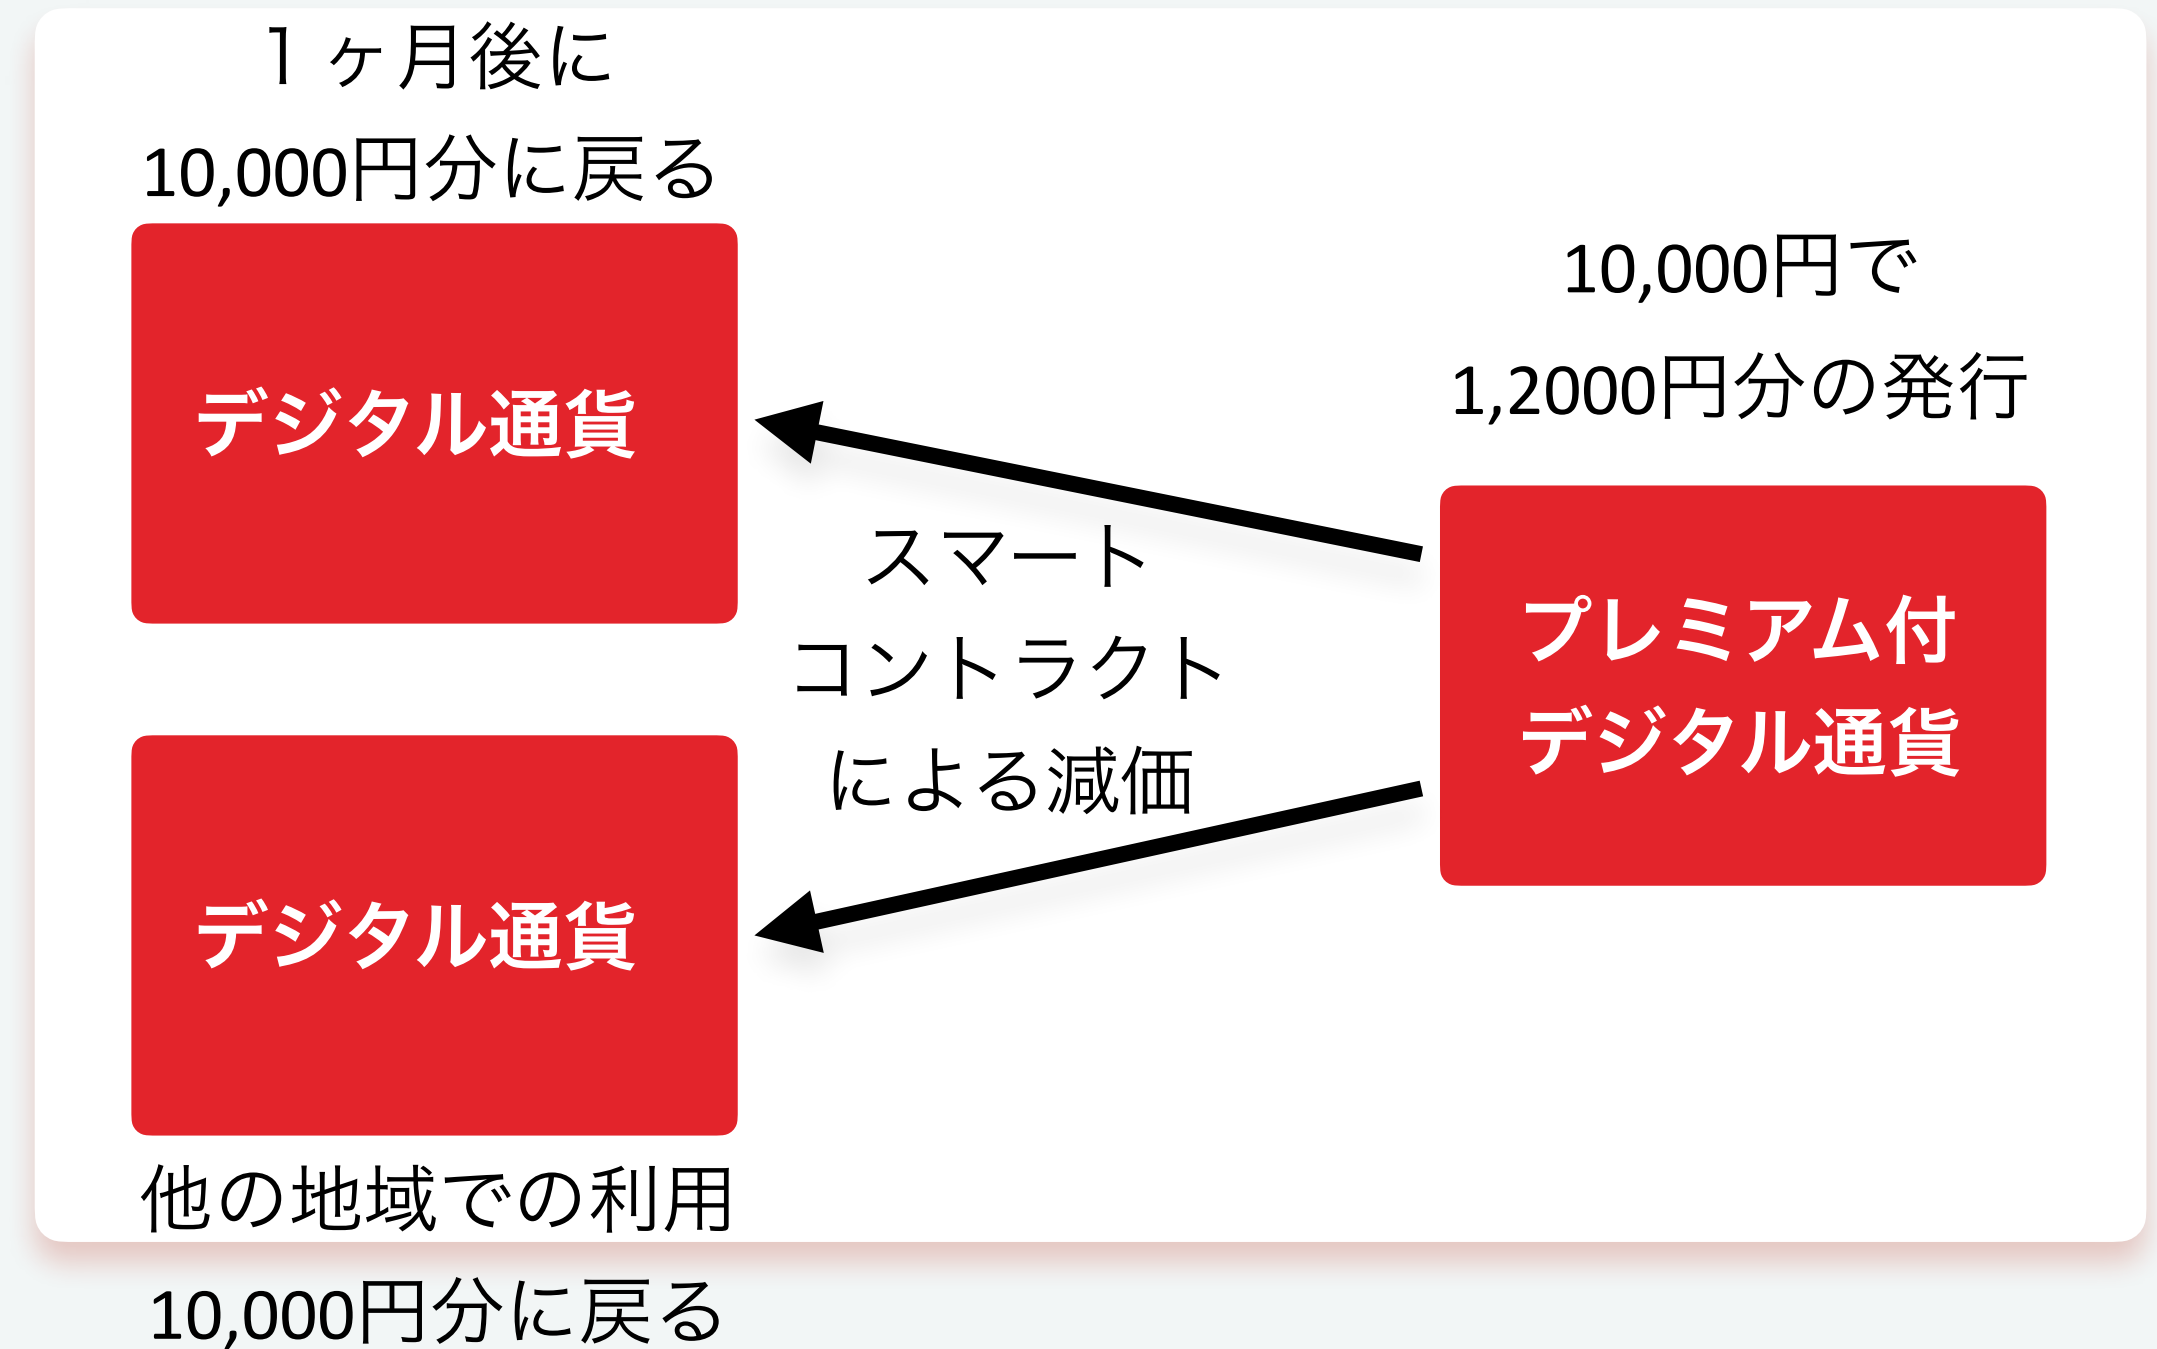 １ヶ月後に
10,000円分に戻る
デジタル通貨
10,000円で
1,2000円分の発行
スマート
コントラクト
による減価
プレミアム付
デジタル通貨
デジタル通貨
他の地域での利用
10,000円分に戻る